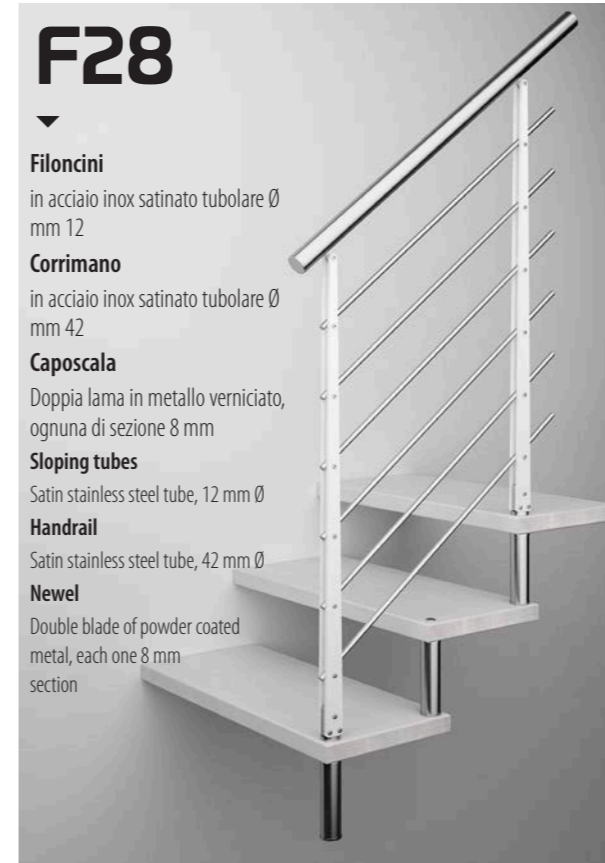 F28
Filoncini
in acciaio inox satinato tubolare Ø
mm 12
Corrimano
in acciaio inox satinato tubolare Ø
mm 42
Caposcala
Doppia lama in metallo verniciato,
ognuna di sezione 8 mm
Sloping tubes
Satin stainless steel tube, 12 mm Ø
Handrail
Satin stainless steel tube, 42 mm Ø
Newel
Double blade of powder coated
metal, each one 8 mm
section